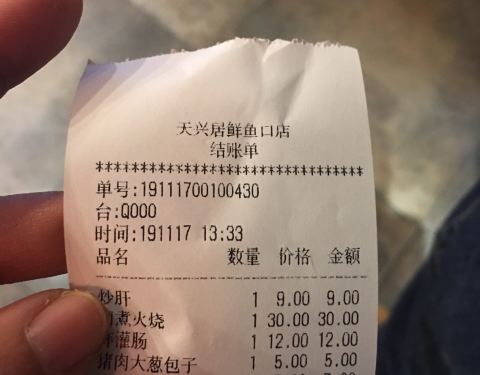 天兴居鲜鱼口店
结账单
******************************
单号:19111700100430
台:Q000
时间:191117 13:33
品名 数量 价格 金额
炒肝 1 9.00 9.00
煮火烧 1 30.00 30.00
灌肠 1 12.00 12.00
猪肉大葱包子 1 5.00 5.00